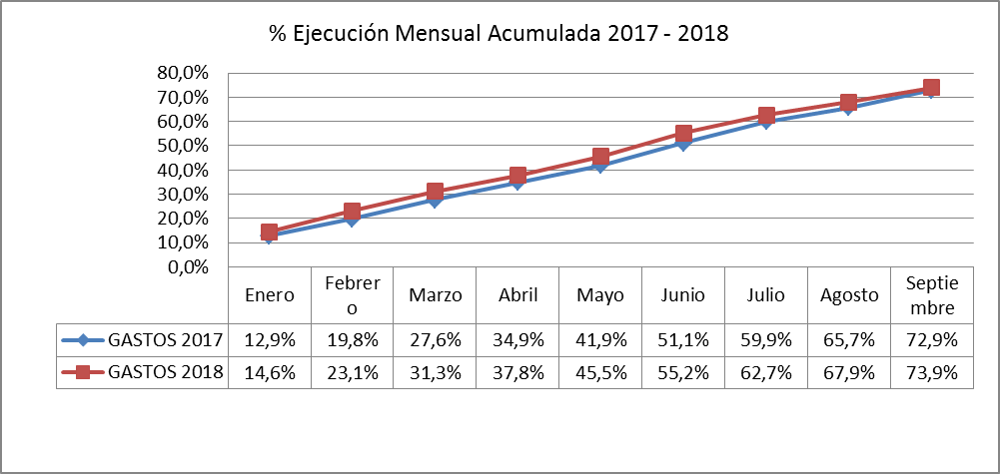 % Ejecución Mensual Acumulada 2017 - 2018
80,0%
70,0%
60,0%
50,0%
40,0%
30,0%
20,0%
10,0%
0,0%
Enero Febrer o Marzo Abril Mayo Junio Julio Agosto Septie mbre
GASTOS 2017 12,9% 19,8% 27,6% 34,9% 41,9% 51,1% 59,9% 65,7% 72,9%
GASTOS 2018 14,6% 23,1% 31,3% 37,8% 45,5% 55,2% 62,7% 67,9% 73,9%